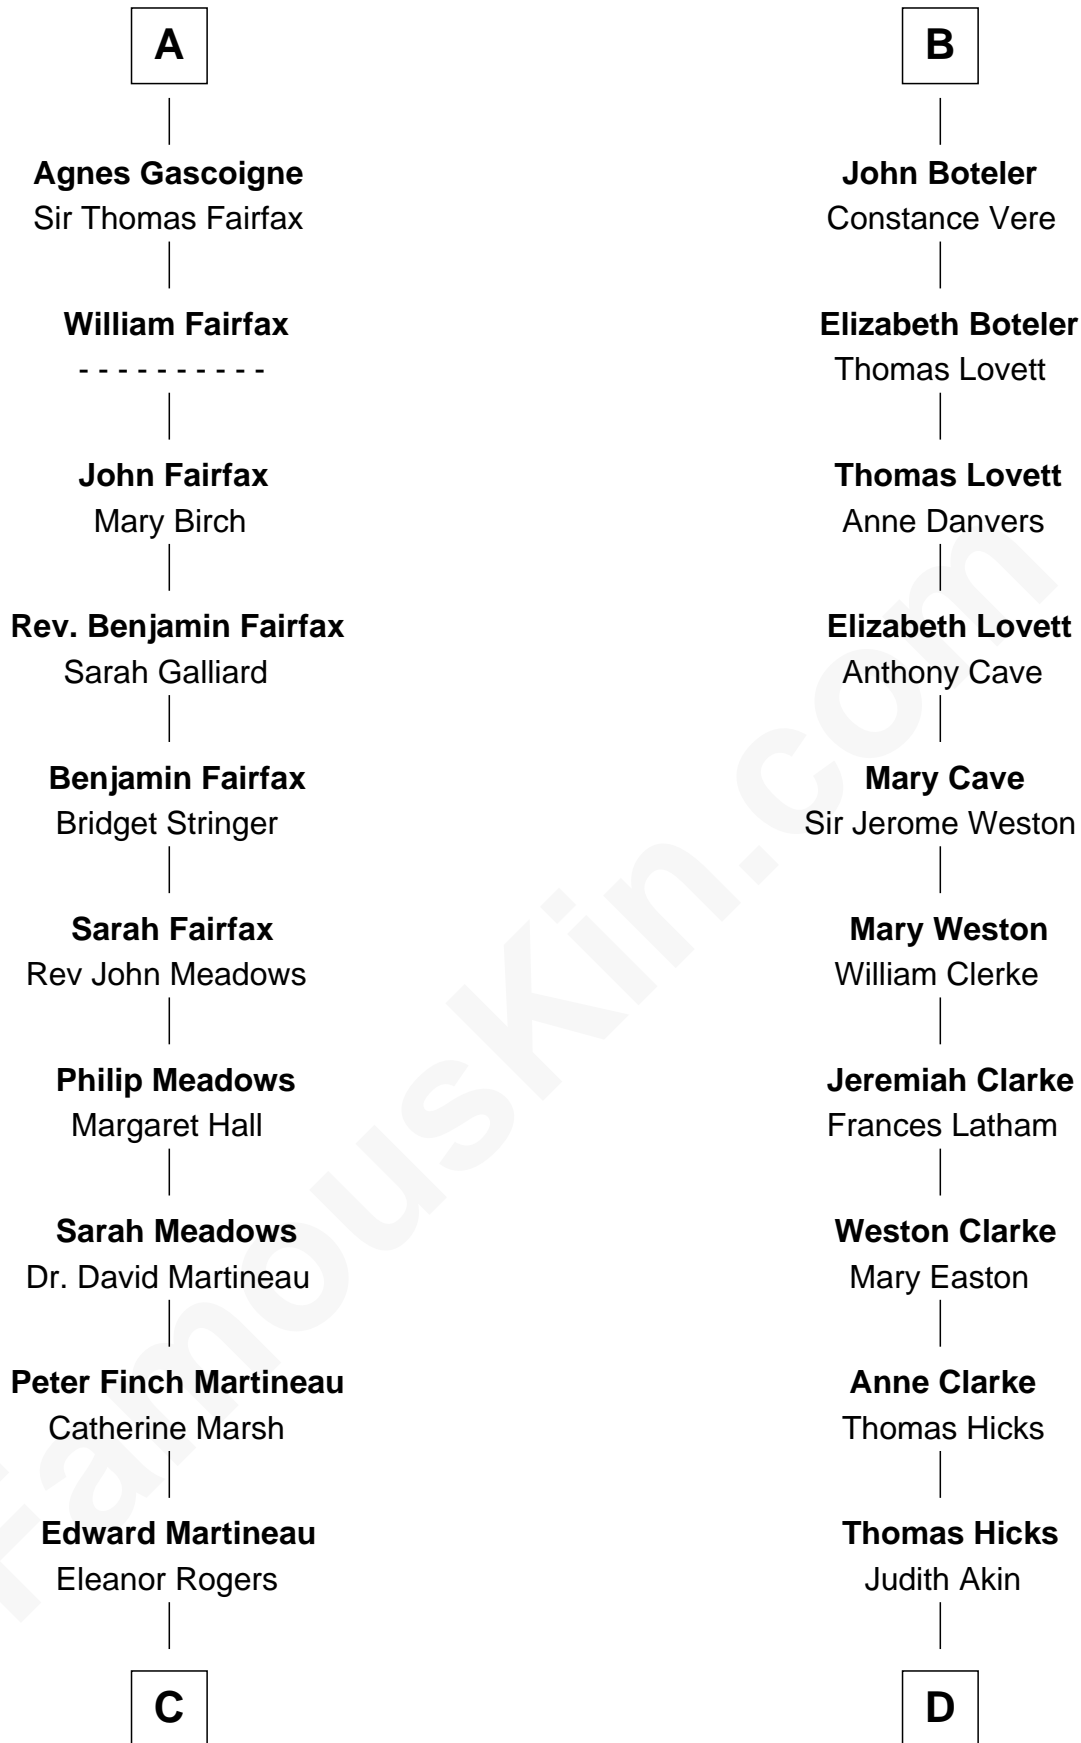 A
Agnes Gascoigne
Sir Thomas Fairfax
William Fairfax
- - - - - - - - - -
John Fairfax
Mary Birch
Rev. Benjamin Fairfax
Sarah Galliard
Benjamin Fairfax
Bridget Stringer
Sarah Fairfax
Rev John Meadows
Philip Meadows
Margaret Hall
Sarah Meadows
Dr. David Martineau
Peter Finch Martineau
Catherine Marsh
Edward Martineau
Eleanor Rogers
C
B
John Boteler
Constance Vere
Elizabeth Boteler
Thomas Lovett
Thomas Lovett
Anne Danvers
Elizabeth Lovett
Anthony Cave
Mary Cave
Sir Jerome Weston
Mary Weston
William Clerke
Jeremiah Clarke
Frances Latham
Weston Clarke
Mary Easton
Anne Clarke
Thomas Hicks
Thomas Hicks
Judith Akin
D
FamousKin.com